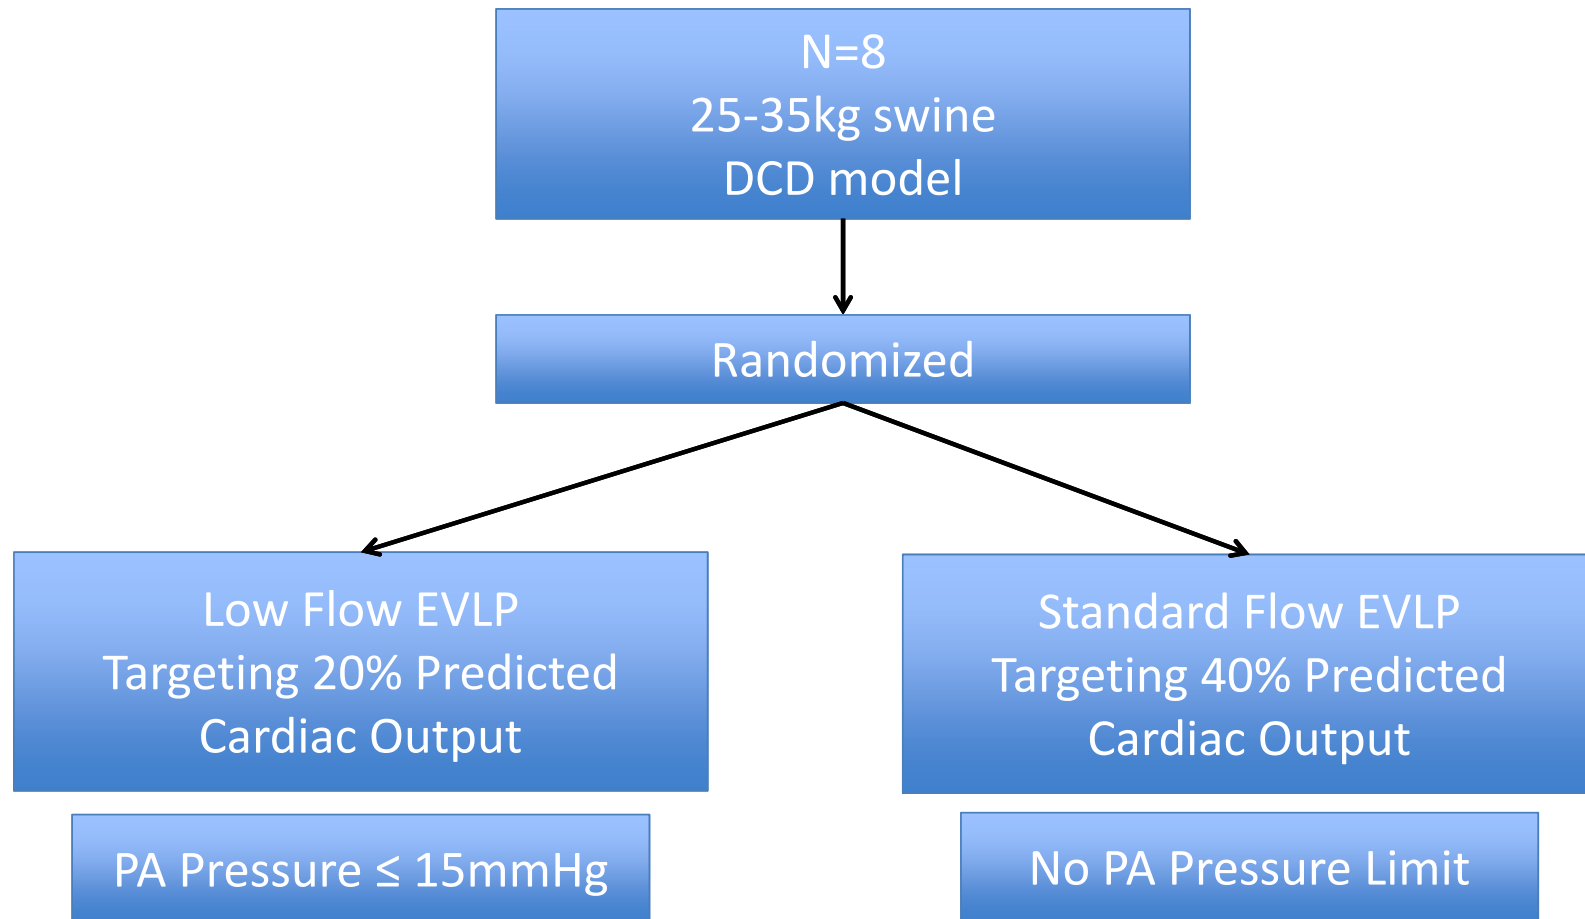 N=8
25-35kg swine
DCD model
Randomized
Low Flow EVLP
Targeting 20% Predicted
Cardiac Output
Standard Flow EVLP
Targeting 40% Predicted
Cardiac Output
PA Pressure ≤ 15mmHg
No PA Pressure Limit